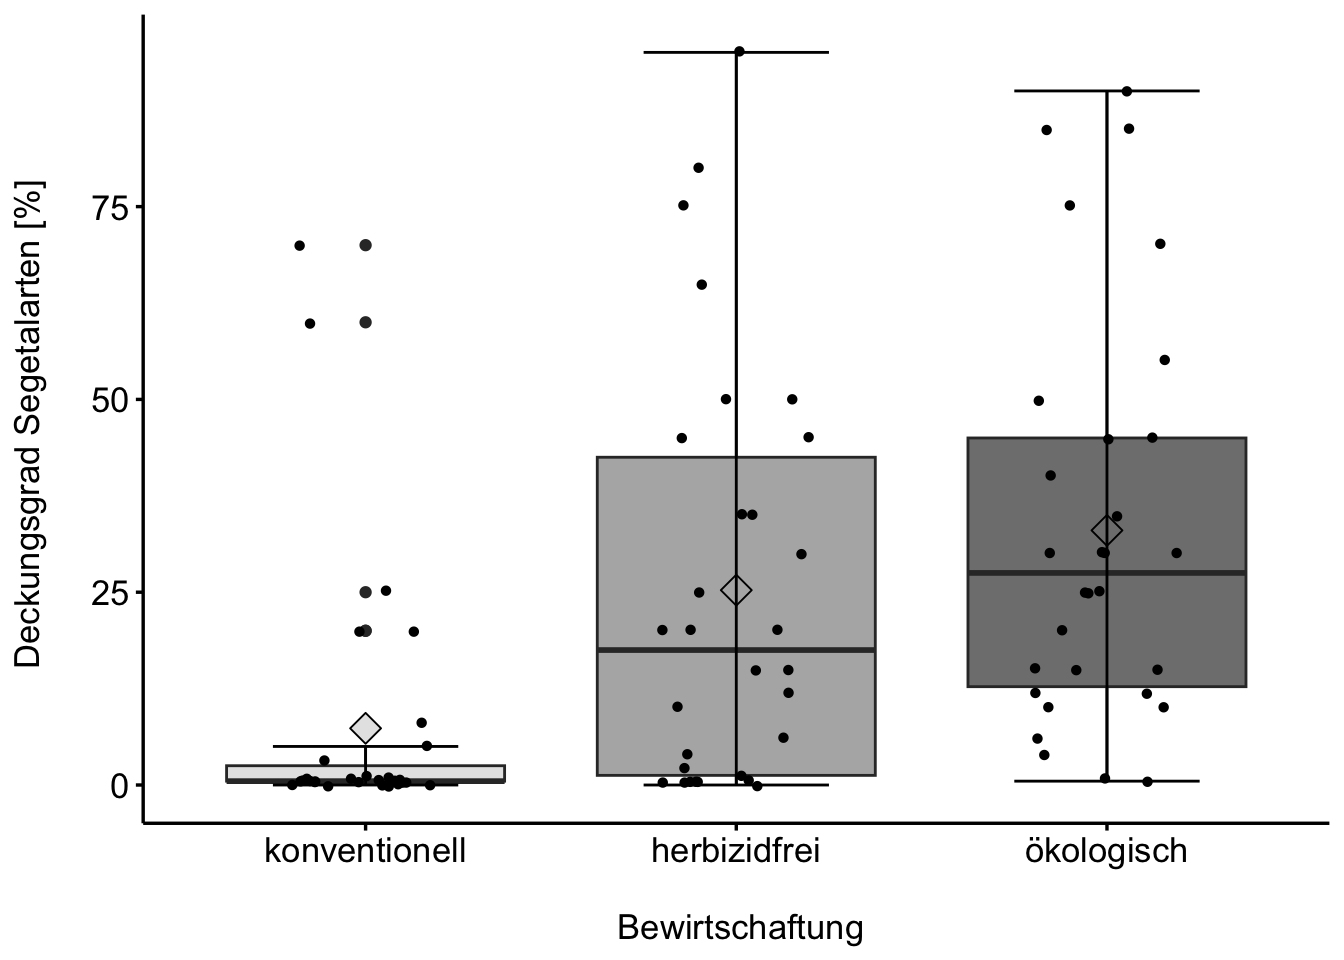 Deckungsgrad Segetalarten [%]
75
50
25
0
konventionell
herbizidfrei
ökologisch
Bewirtschaftung